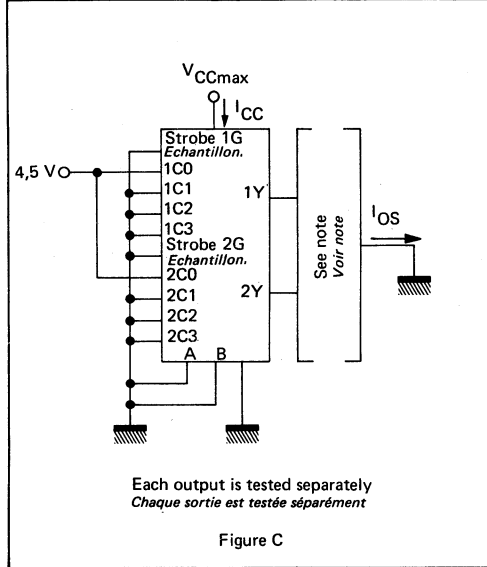 VCCmax
ICC
Strobe 1G
Echantillon.
4,5 V
1C0
1C1
1C2
1C3
Strobe 2G
Echantillon.
2C0
2C1
2C2
2C3
A B
1Y
2Y
See note
Voir note
IOS
Each output is tested separately
Chaque sortie est testée séparément
Figure C